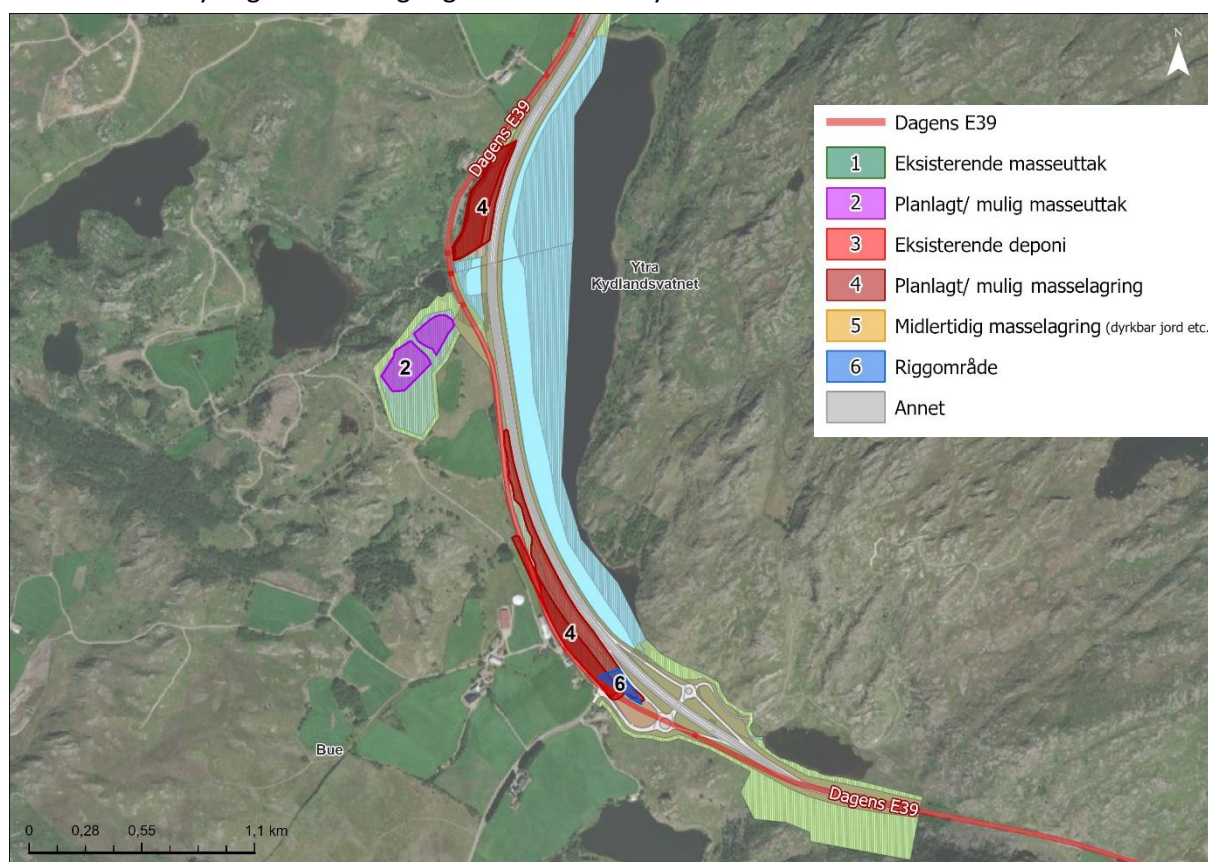 N
Dagens E39
1 Eksisterende masseuttak
2 Planlagt/ mulig masseuttak
3 Eksisterende deponi
4 Planlagt/ mulig masselagring
5 Midlertidig masselagring (dyrkbar jord etc.
6 Riggområde
Annet
Dagens E39
4
Ytra
Kydlandsvatnet
2
4
6
Bue
Dagens E39
0 0,28 0,55 1,1 km